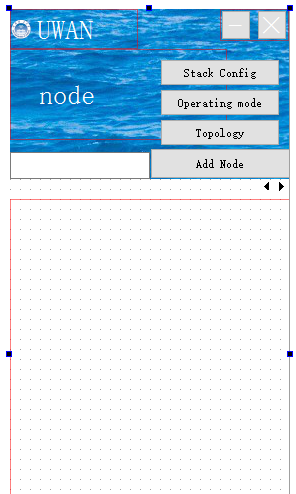 UWAN
node
Stack Config
Operating mode
Topology
Add Node